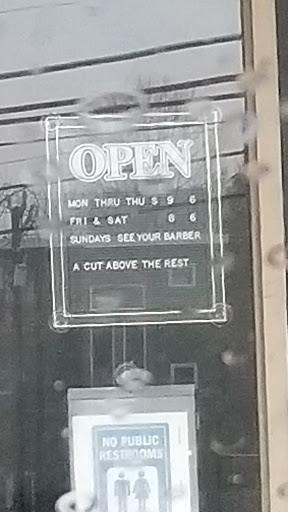 OPEN
MON THRU THU S 9 6
FRI & SAT 8 6
SUNDAYS SEE YOUR BARBER
A CUT ABOVE THE REST
NO PUBLIC
RESTROOMS